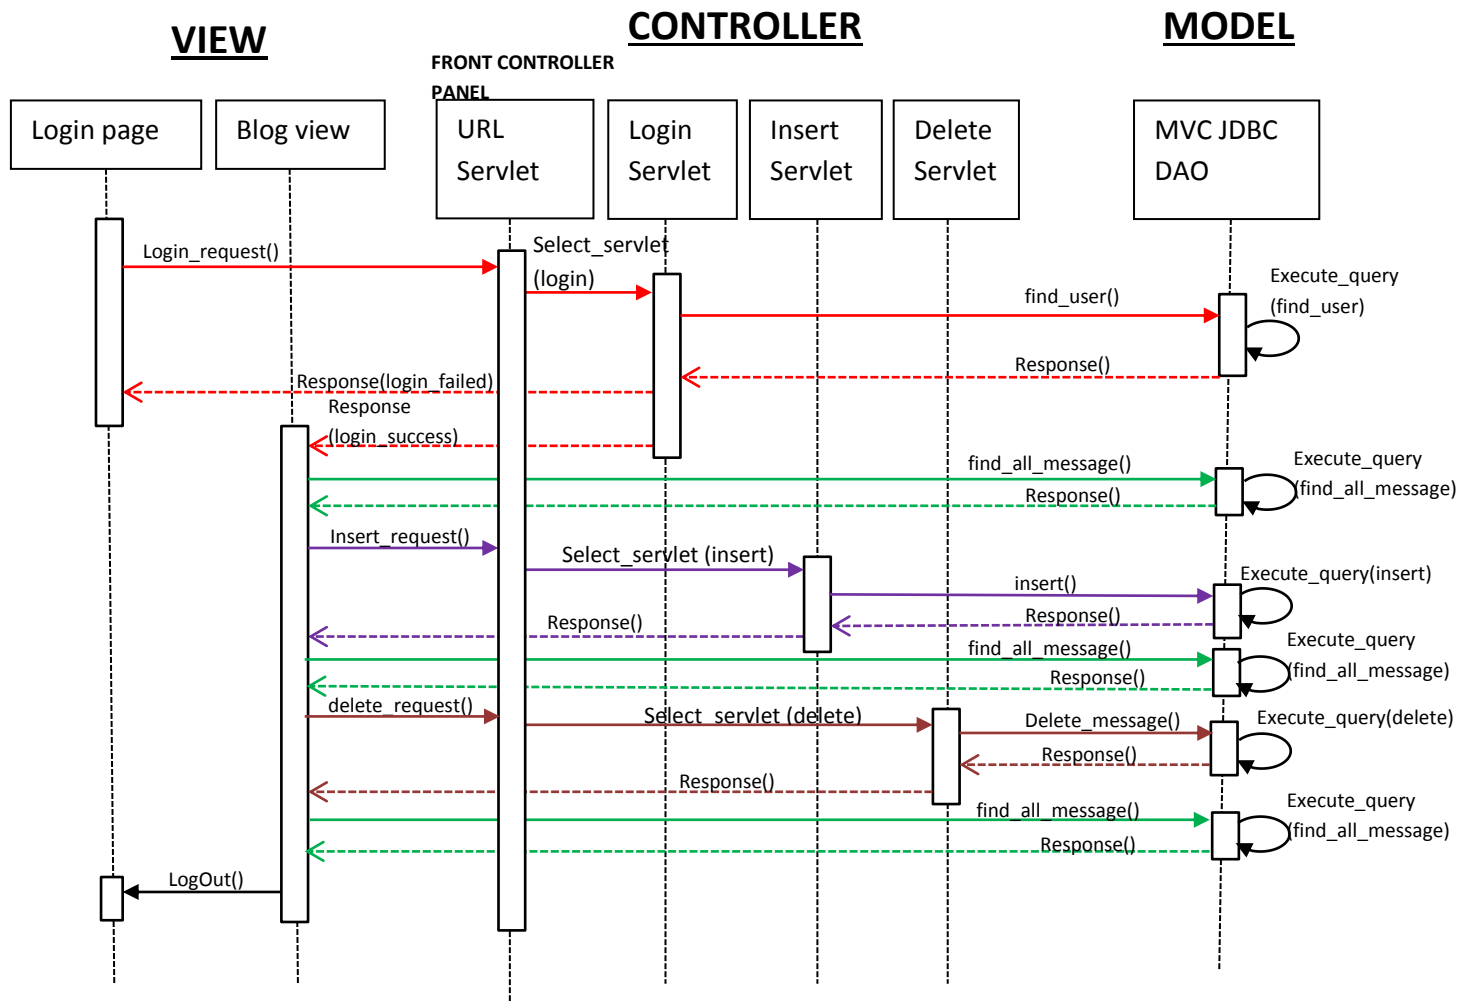 VIEW
CONTROLLER
MODEL
FRONT CONTROLLER
PANEL
Login page
Blog view
URL
Servlet
Login
Servlet
Insert
Servlet
Delete
Servlet
MVC JDBC
DAO
Login_request()
Select_servlet
(login)
find_user()
Execute_query
(find_user)
Response()
Response(login_failed)
Response
(login_success)
find_all_message()
Execute_query
(find_all_message)
Response()
Insert_request()
Select_servlet (insert)
insert()
Execute_query(insert)
Response()
Response()
find_all_message()
Execute_query
(find_all_message)
Response()
delete_request()
Select_servlet (delete)
Delete_message()
Execute_query(delete)
Response()
Response()
find_all_message()
Execute_query
(find_all_message)
Response()
LogOut()